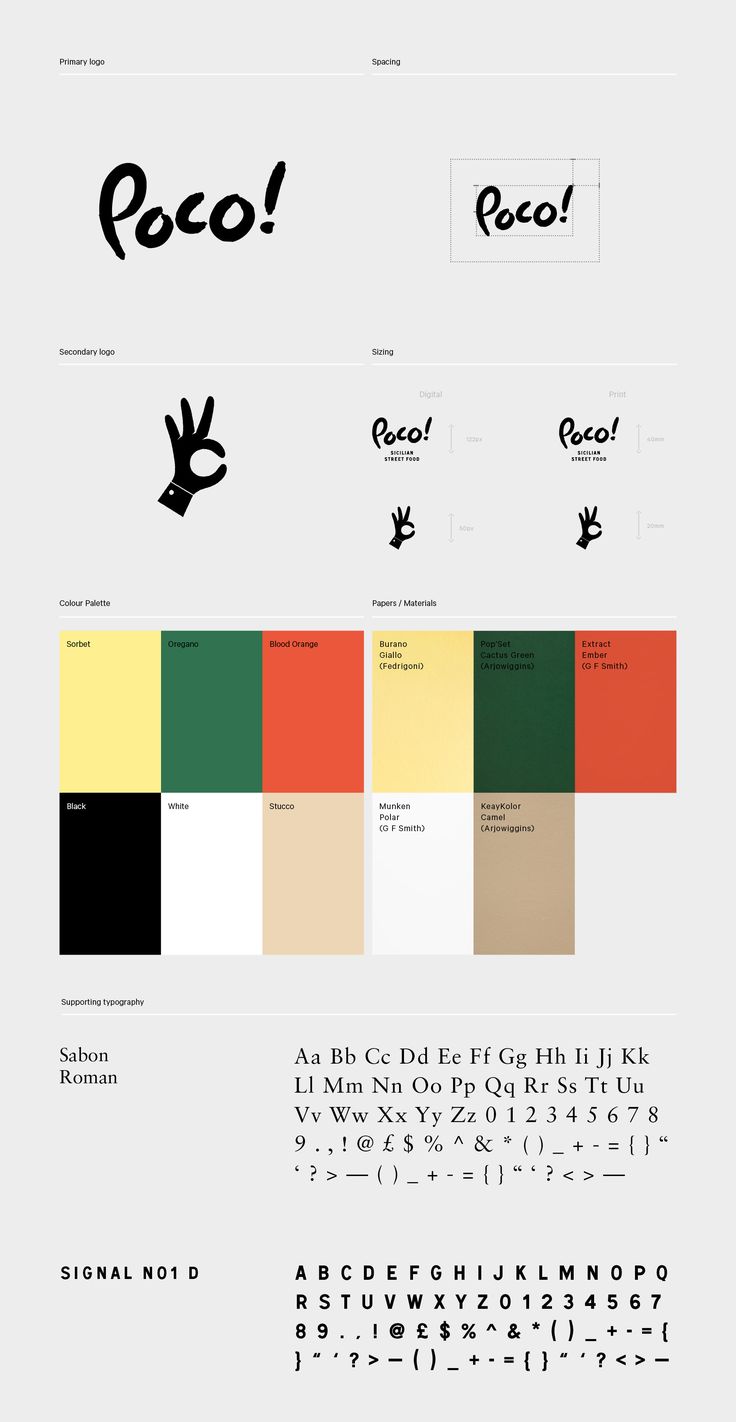 Primary logo
Spacing
Poco!
Poco!
Secondary logo
Sizing
Digital
Print
Poco!
SICILIAN
STREET FOOD
122px
Poco!
SICILIAN
STREET FOOD
40mm
50px
20mm
Colour Palette
Papers / Materials
Sorbet
Oregano
Blood Orange
Burano
Giallo
(Fedrigoni)
Pop'Set
Cactus Green
(Arjowiggins)
Extract
Ember
(G F Smith)
Black
White
Stucco
Munken
Polar
(G F Smith)
KeayKolor
Camel
(Arjowiggins)
Supporting typography
Sabon
Roman
Aa Bb Cc Dd Ee Ff Gg Hh Ii Jj Kk
Ll Mm Nn Oo Pp Qq Rr Ss Tt Uu
Vv Ww Xx Yy Zz 0 1 2 3 4 5 6 7 8
9 . , ! @ £ $ % ^ & * ( ) _ + - = { } “
‘ ? > — ( ) _ + - = { } “ ‘ ? < > —
SIGNAL NO1 D
A B C D E F G H I J K L M N O P Q
R S T U V W X Y Z 0 1 2 3 4 5 6 7
8 9 . , ! @ £ $ % ^ & * ( ) _ + - = {
} “ ‘ ? > — ( ) _ + - = { } “ ‘ ? < > —